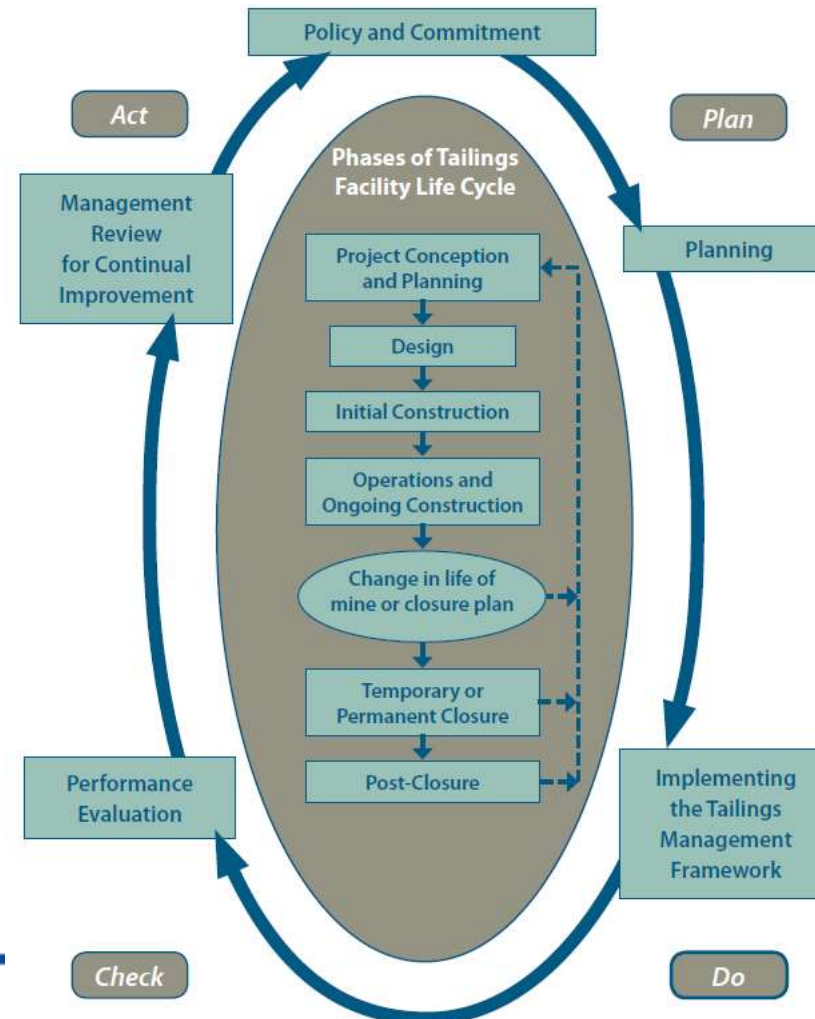 Policy and Commitment
Act
Plan
Phases of Tailings
Facility Life Cycle
Management
Review
for Continual
Improvement
Planning
Project Conception
and Planning
Design
Initial Construction
Operations and
Ongoing Construction
Change in life of
mine or closure plan
Temporary or
Permanent Closure
Post-Closure
Performance
Evaluation
Implementing
the Tailings
Management
Framework
Check
Do